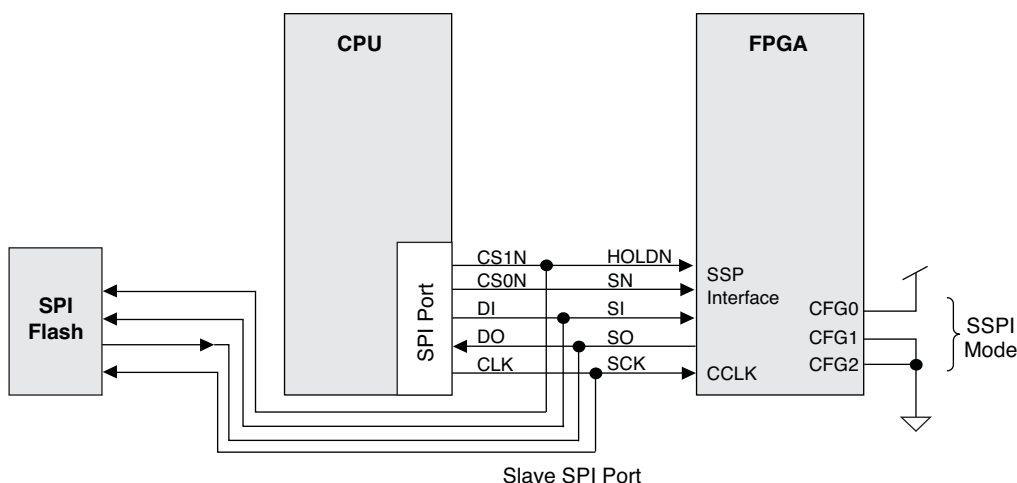 CPU
FPGA
SPI
Flash
SPI Port
CS1N
CS0N
DI
DO
CLK
HOLDN
SN
SI
SO
SCK
SSP
Interface
CCLK
CFG0
CFG1
CFG2
SSPI
Mode
Slave SPI Port